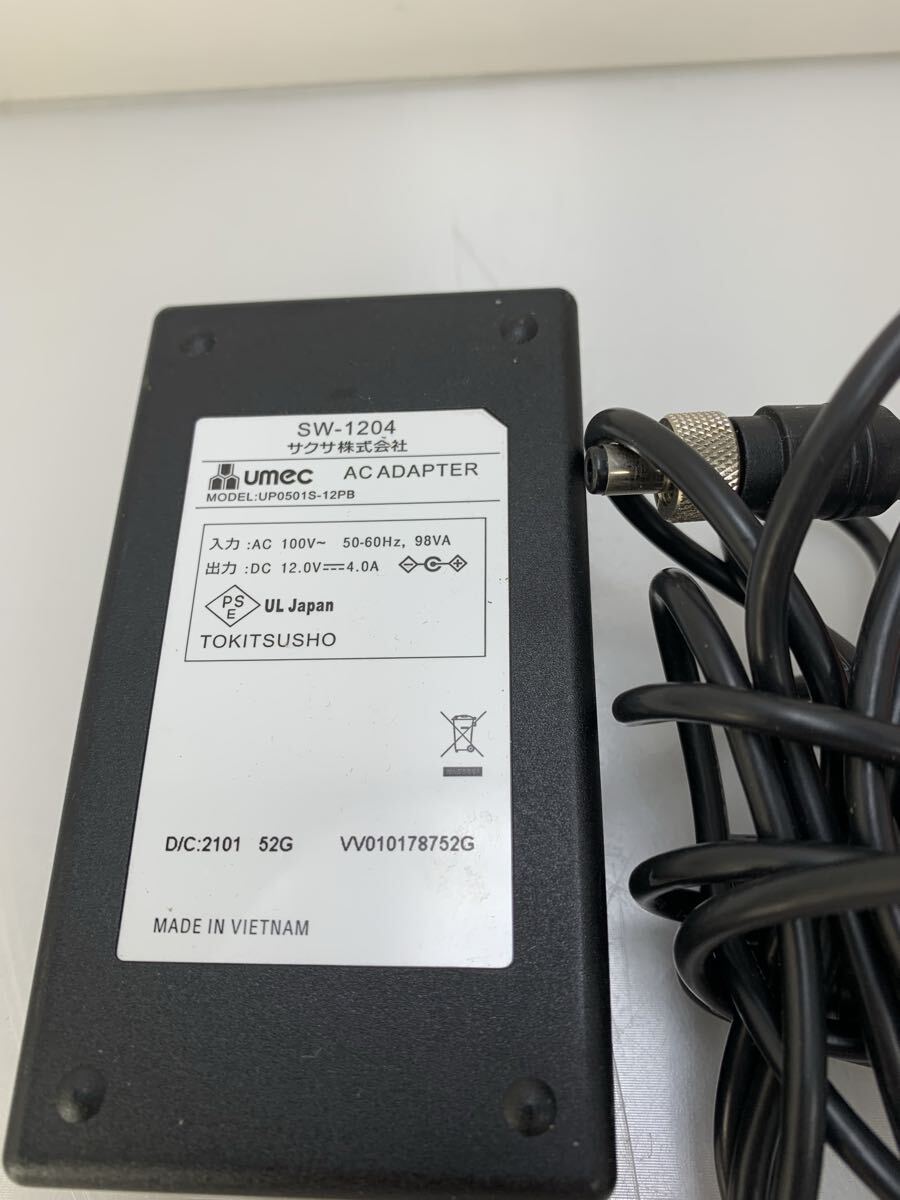 SW-1204
サクサ株式会社
umec AC ADAPTER
MODEL:UP0501S-12PB
入力 :AC 100V~ 50-60Hz, 98VA
出力 :DC 12.0V⎓4.0A
PS E UL Japan
TOKITSUSHO
D/C:2101 52G VV010178752G
MADE IN VIETNAM